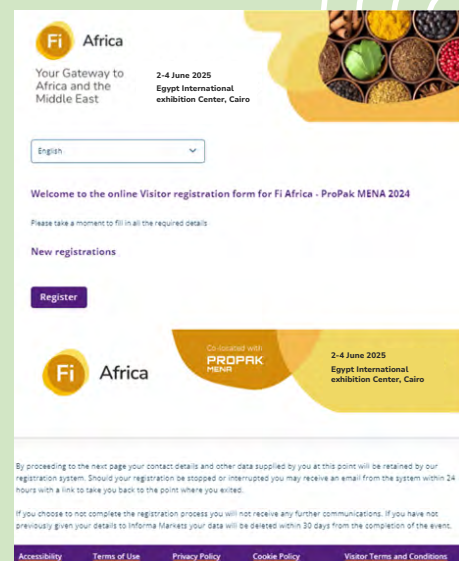 Fi Africa
Your Gateway to
Africa and the
Middle East
2-4 June 2025
Egypt International
exhibition Center, Cairo
English
Welcome to the online Visitor registration form for Fi Africa - ProPak MENA 2024
Please take a moment to fill in all the required details
New registrations
Register
Fi Africa
Co-located with
PROPAK
MENA
2-4 June 2025
Egypt International
exhibition Center, Cairo
By proceeding to the next page your contact details and other data supplied by you at this point will be retained by our
registration system. Should your registration be stopped or interrupted you may receive an email from the system within 24
hours with a link to take you back to the point where you exited.
If you choose to not complete the registration process you will not receive any further communications. If you have not
previously given your details to Informa Markets your data will be deleted within 30 days from the completion of the event.
Accessibility Terms of Use Privacy Policy Cookie Policy Visitor Terms and Conditions